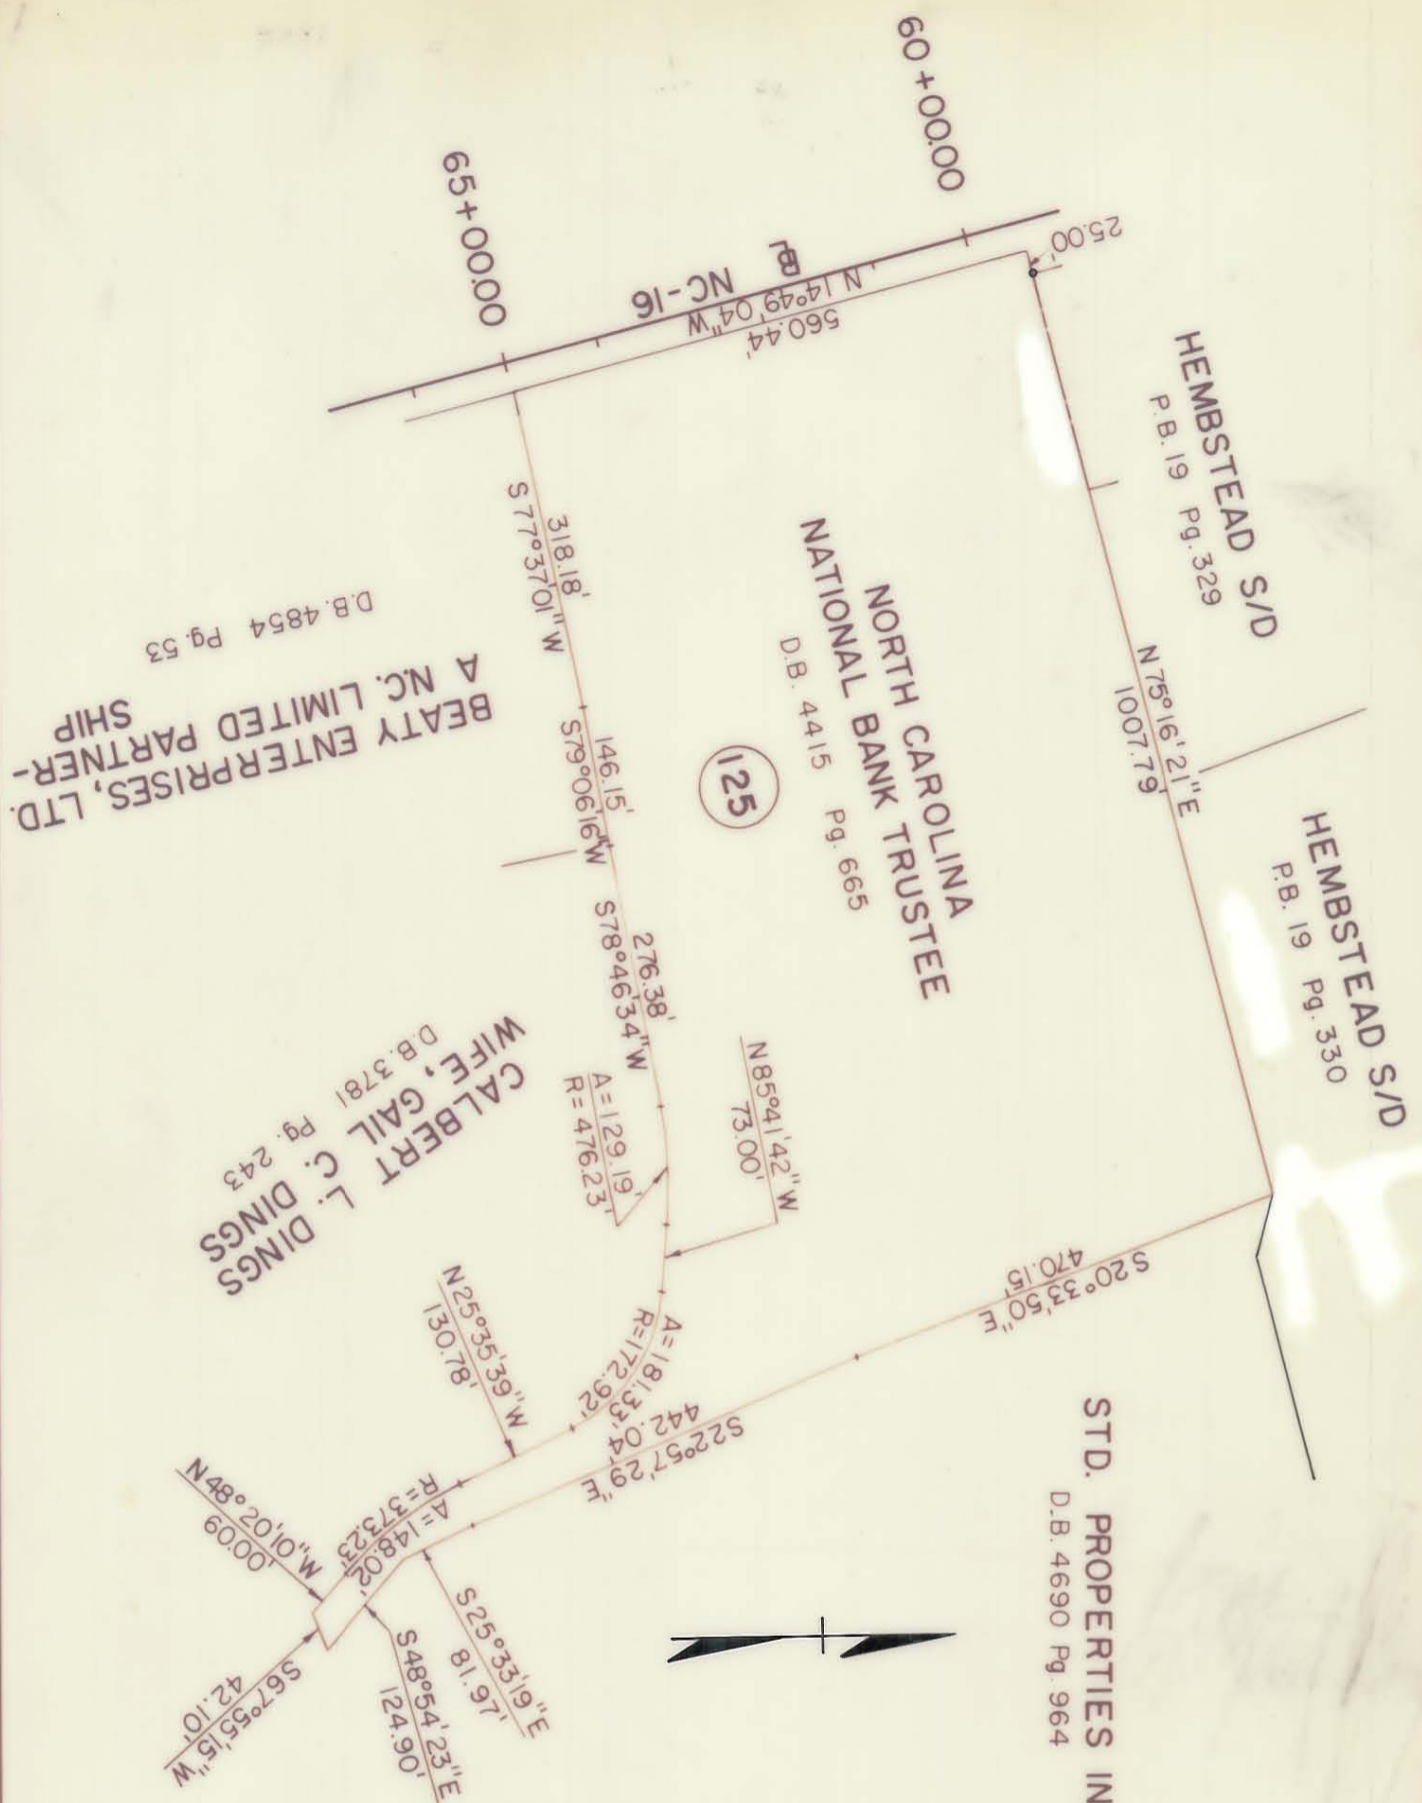 60+00.00
65+00.00
25.00'
NC-16
N 14°49'04"W
560.44'
HEMBSTEAD S/D
P.B. 19 Pg. 329
N 75°16'21"E
1007.79'
HEMBSTEAD S/D
P.B. 19 Pg. 330
NORTH CAROLINA
NATIONAL BANK TRUSTEE
D.B. 4415 Pg. 665
125
318.18'
S 77°37'01"W
146.15'
S79°06'16"W
276.38'
S78°46'34"W
BEATY ENTERPRISES, LTD.
A N.C. LIMITED PARTNER-
SHIP
D.B. 4854 Pg. 53
CALBERT L. DINGS
WIFE, GAIL C. DINGS
D.B. 3781 Pg. 243
A=129.19'
R=476.23'
N85°41'42"W
73.00'
A=181.33'
R=172.92'
N25°35'39"W
130.78'
S20°33'50"E
470.15'
S22°57'29"E
442.04'
A=148.02'
R=373.23'
N48°20'10"W
60.00'
S67°55'15"W
42.10'
S48°54'23"E
124.90'
S25°33'19"E
81.97'
STD. PROPERTIES IN
D.B. 4690 Pg. 964